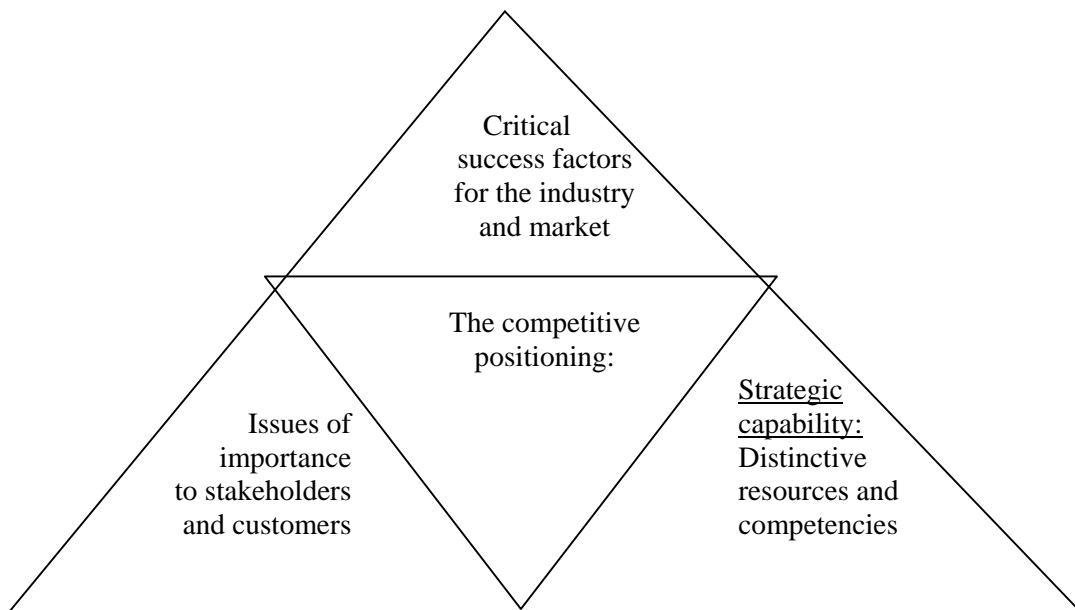 Critical
success factors
for the industry
and market
The competitive
positioning:
Issues of
importance
to stakeholders
and customers
Strategic
capability:
Distinctive
resources and
competencies